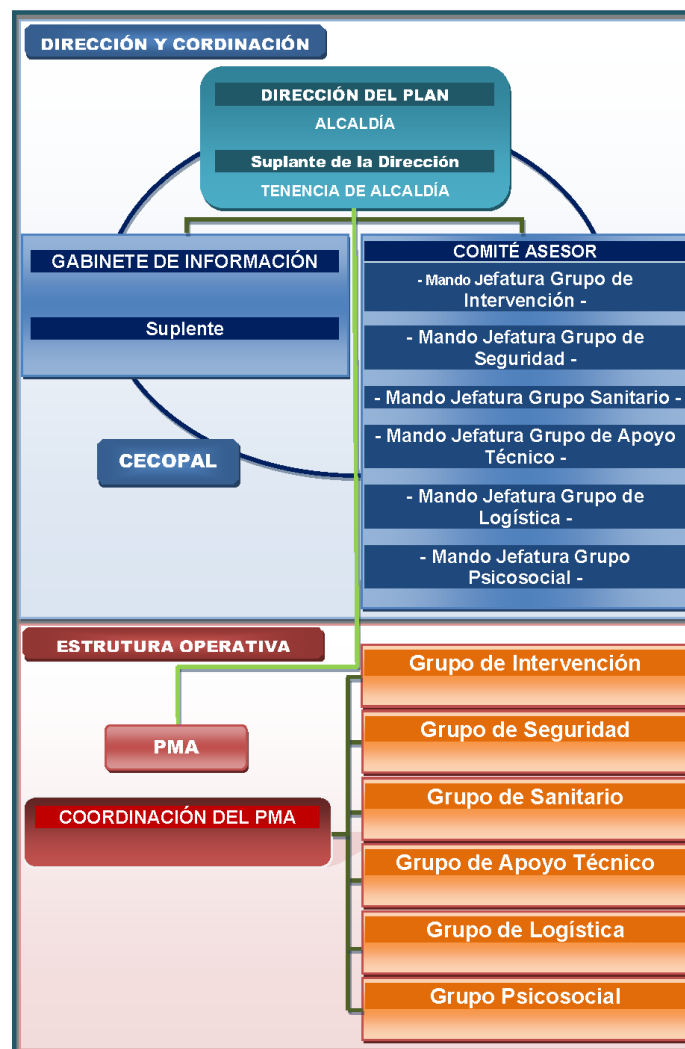 DIRECCIÓN Y CORDINACIÓN
DIRECCIÓN DEL PLAN
ALCALDÍA
Suplante de la Dirección
TENENCIA DE ALCALDÍA
GABINETE DE INFORMACIÓN
Suplente
COMITÉ ASESOR
- Mando Jefatura Grupo de
Intervención -
- Mando Jefatura Grupo de
Seguridad -
- Mando Jefatura Grupo Sanitario -
- Mando Jefatura Grupo de Apoyo
Técnico -
- Mando Jefatura Grupo de
Logística -
- Mando Jefatura Grupo
Psicosocial -
CECOPAL
ESTRUTURA OPERATIVA
PMA
COORDINACIÓN DEL PMA
Grupo de Intervención
Grupo de Seguridad
Grupo de Sanitario
Grupo de Apoyo Técnico
Grupo de Logística
Grupo Psicosocial